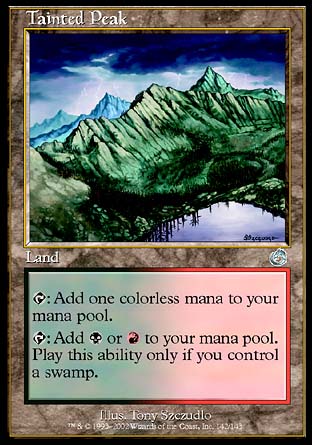 Tainted Peak
SZCZUDLO
Land
: Add one colorless mana to your
mana pool.
: Add or to your mana pool.
Play this ability only if you control
a swamp.
Illus. Tony Szczudlo
™ & © 1993-2002 Wizards of the Coast, Inc. 142/143